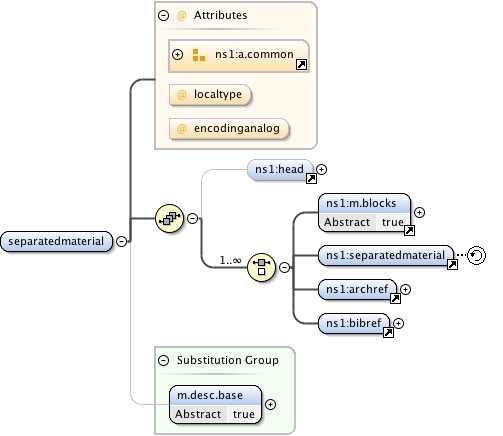 Attributes
ns1:a.common
@ localtype
@ encodinganalog
ns1:head
ns1:m.blocks
Abstract true
separatedmaterial
1..∞
ns1:separatedmaterial
ns1:archref
ns1:bibref
Substitution Group
m.desc.base
Abstract true